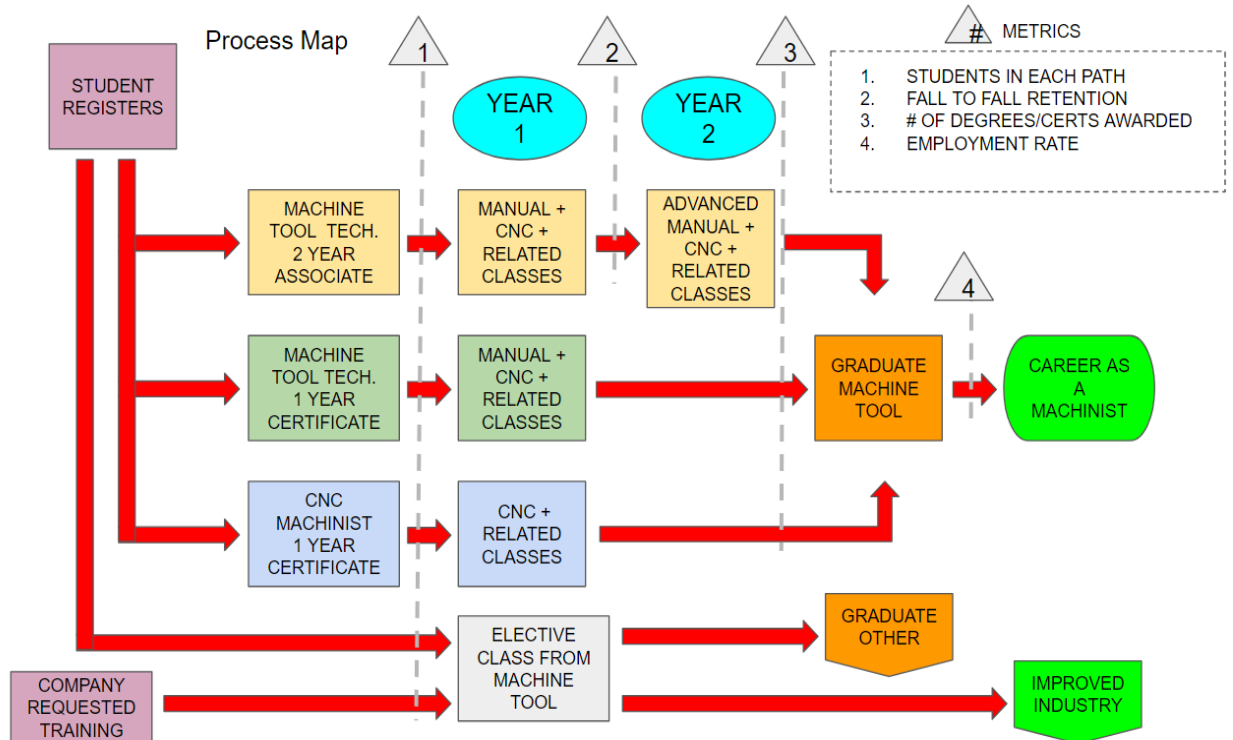 Process Map
1
2
3
# METRICS
1. STUDENTS IN EACH PATH
2. FALL TO FALL RETENTION
3. # OF DEGREES/CERTS AWARDED
4. EMPLOYMENT RATE
STUDENT
REGISTERS
YEAR
1
YEAR
2
MACHINE
TOOL TECH.
2 YEAR
ASSOCIATE
MANUAL +
CNC +
RELATED
CLASSES
ADVANCED
MANUAL +
CNC +
RELATED
CLASSES
4
MACHINE
TOOL TECH.
1 YEAR
CERTIFICATE
MANUAL +
CNC +
RELATED
CLASSES
GRADUATE
MACHINE
TOOL
CAREER AS
A
MACHINIST
CNC
MACHINIST
1 YEAR
CERTIFICATE
CNC +
RELATED
CLASSES
ELECTIVE
CLASS FROM
MACHINE
TOOL
GRADUATE
OTHER
COMPANY
REQUESTED
TRAINING
IMPROVED
INDUSTRY